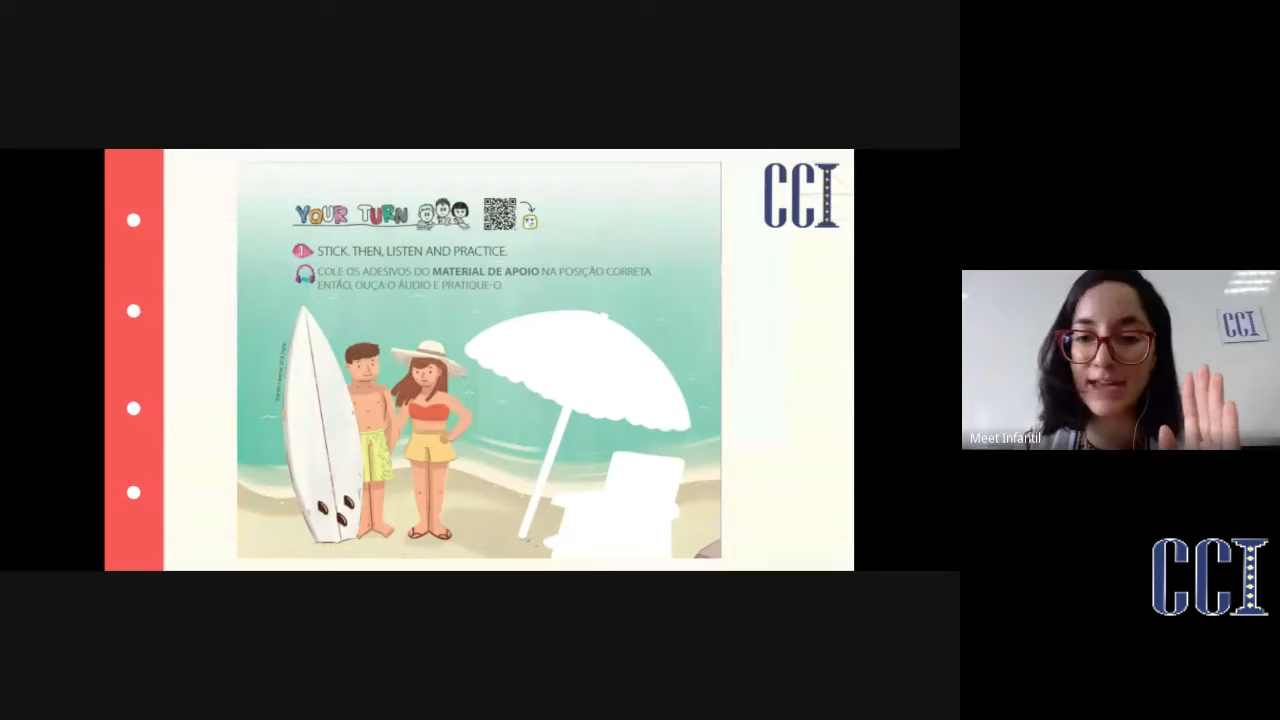 YOUR TURN
1
STICK. THEN, LISTEN AND PRACTICE.
COLE OS ADESIVOS DO MATERIAL DE APOIO NA POSIÇÃO CORRETA.
ENTÃO, OUÇA O ÁUDIO E PRATIQUE-O.
CCI
CCI
Meet Infantil
CCI